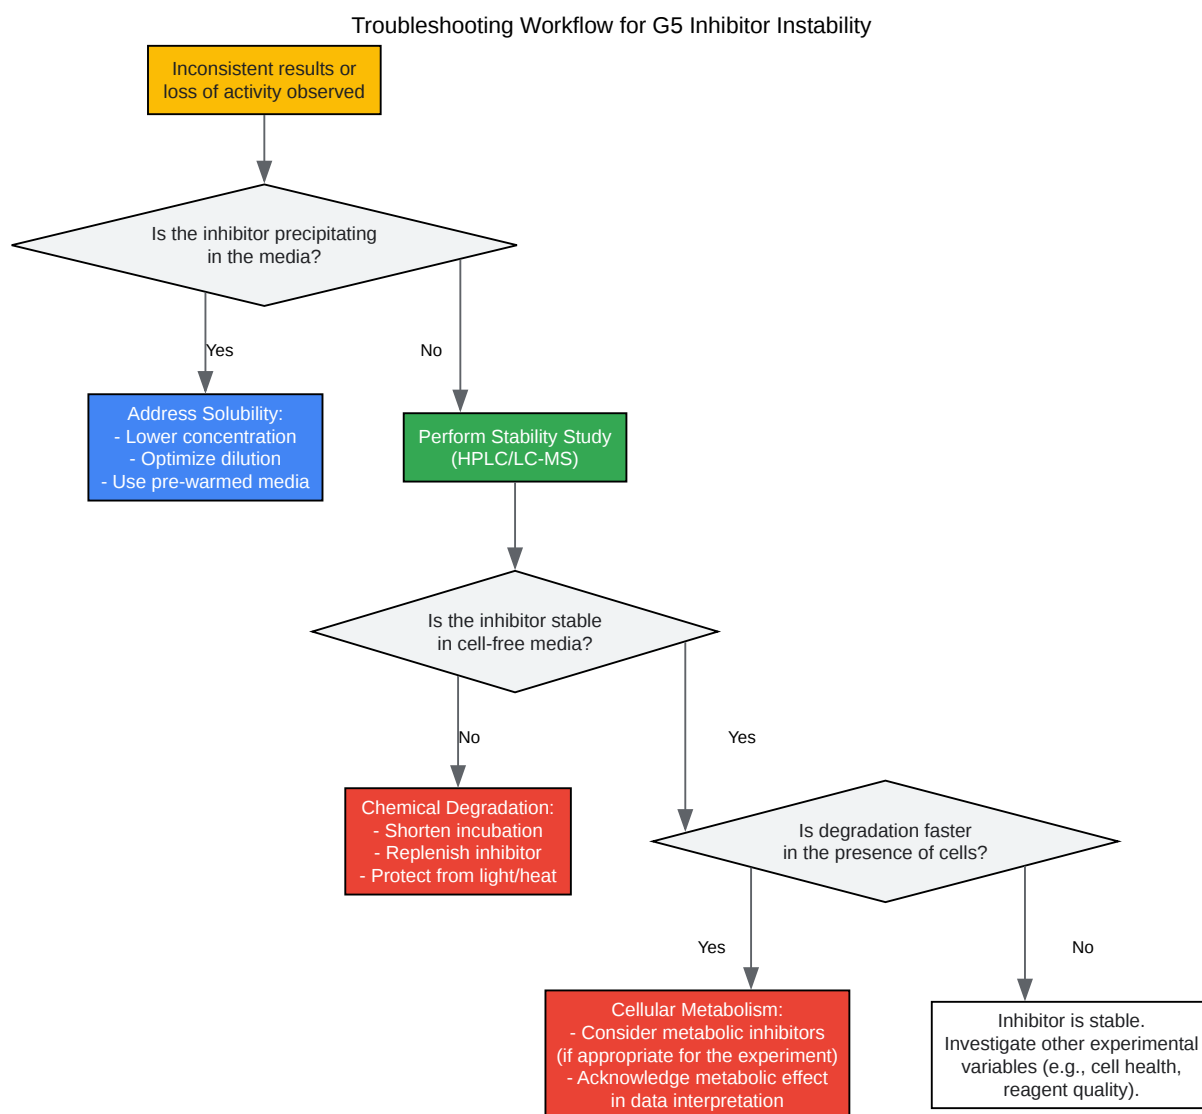 Troubleshooting Workflow for G5 Inhibitor Instability
Inconsistent results or
loss of activity observed
Is the inhibitor precipitating
in the media?
Yes
No
Address Solubility:
- Lower concentration
- Optimize dilution
- Use pre-warmed media
Perform Stability Study
(HPLC/LC-MS)
Is the inhibitor stable
in cell-free media?
No
Yes
Chemical Degradation:
- Shorten incubation
- Replenish inhibitor
- Protect from light/heat
Is degradation faster
in the presence of cells?
Yes
No
Cellular Metabolism:
- Consider metabolic inhibitors
(if appropriate for the experiment)
- Acknowledge metabolic effect
in data interpretation
Inhibitor is stable.
Investigate other experimental
variables (e.g., cell health,
reagent quality).